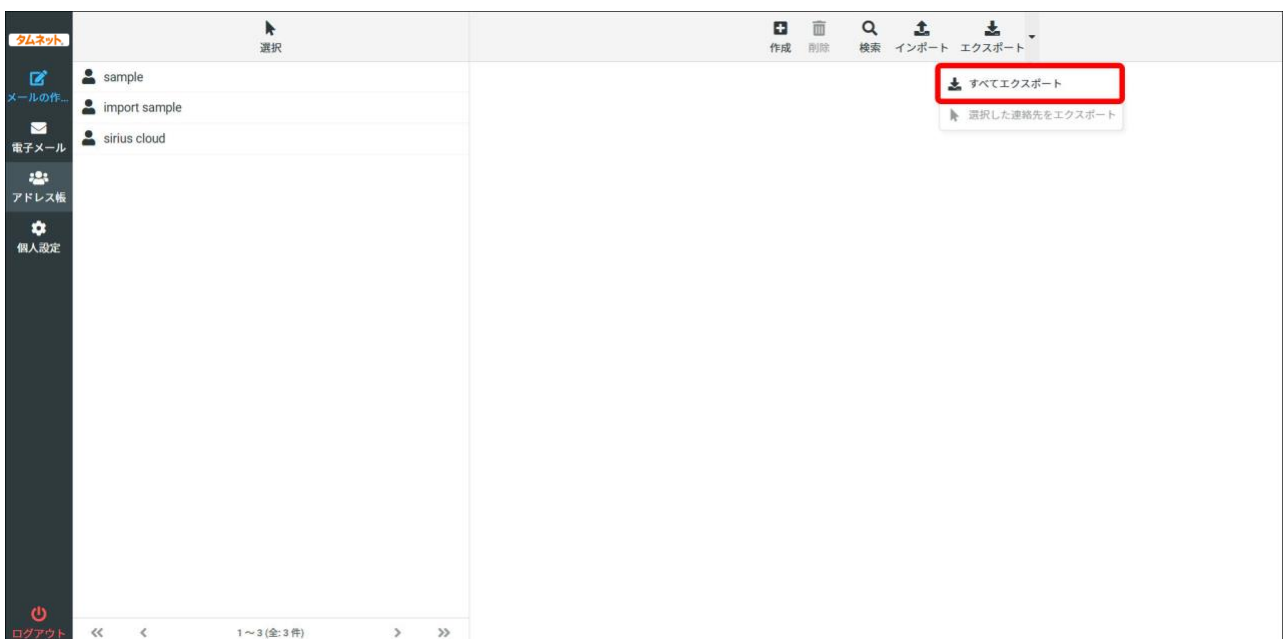 タムネット
メールの作...
電子メール
アドレス帳
個人設定
ログアウト
選択
sample
import sample
sirius cloud
1～3 (全: 3 件)
作成
削除
検索
インポート
エクスポート
すべてエクスポート
選択した連絡先をエクスポート